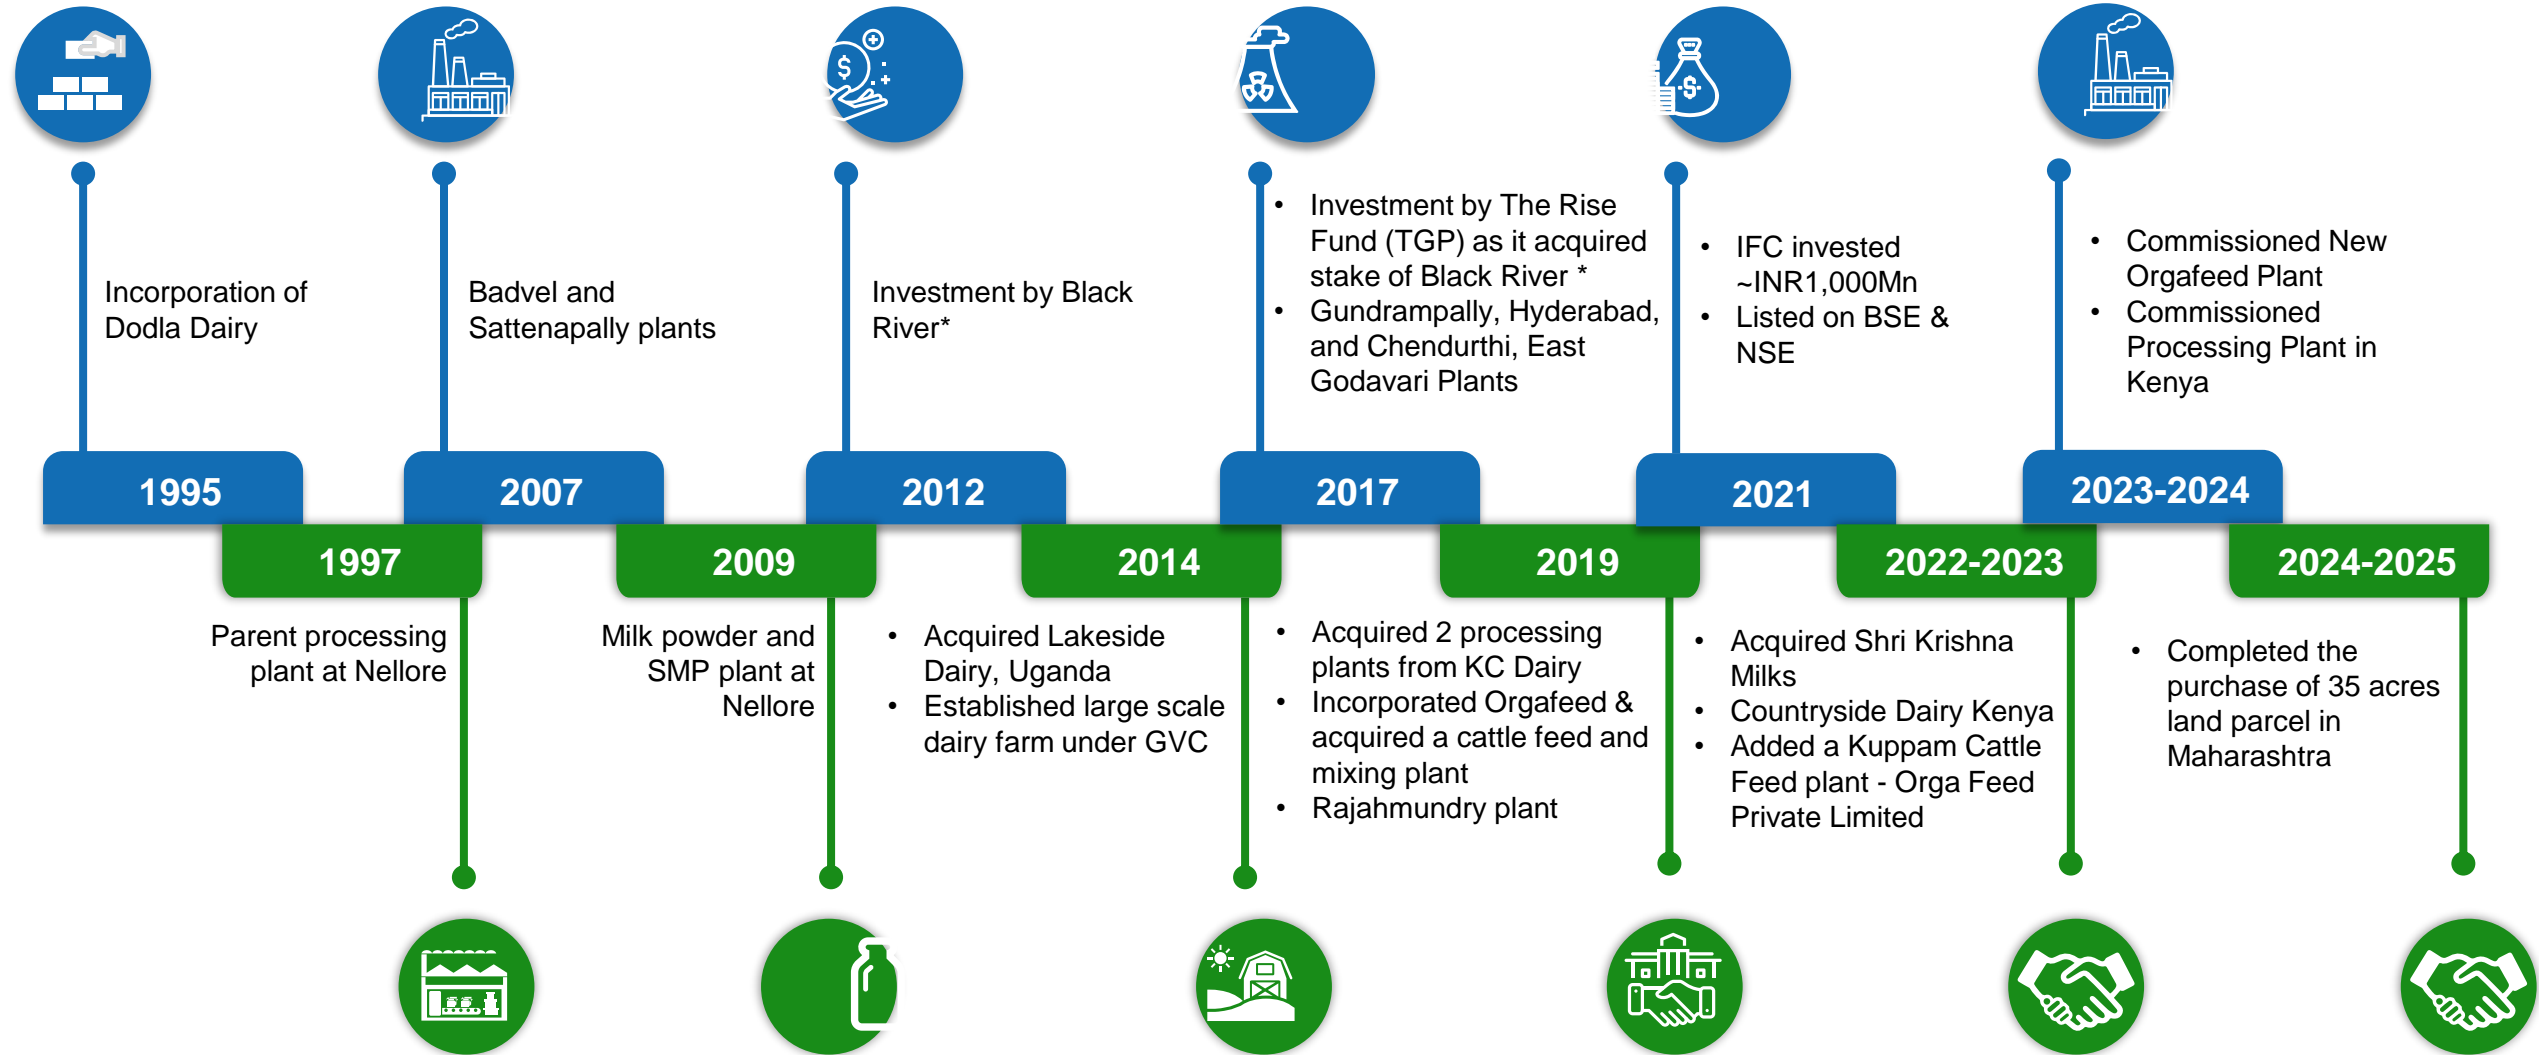 Incorporation of
Dodla Dairy
Badvel and
Sattenapally plants
Investment by Black
River*
• Investment by The Rise
Fund (TGP) as it acquired
stake of Black River *
• Gundrampally, Hyderabad,
and Chendurthi, East
Godavari Plants
• IFC invested
~INR1,000Mn
• Listed on BSE &
NSE
• Commissioned New
Orgafeed Plant
• Commissioned
Processing Plant in
Kenya
1995
2007
2012
2017
2021
2023-2024
1997
2009
2014
2019
2022-2023
2024-2025
Parent processing
plant at Nellore
Milk powder and
SMP plant at
Nellore
• Acquired Lakeside
Dairy, Uganda
• Established large scale
dairy farm under GVC
• Acquired 2 processing
plants from KC Dairy
• Incorporated Orgafeed &
acquired a cattle feed and
mixing plant
• Rajahmundry plant
• Acquired Shri Krishna
Milks
• Countryside Dairy Kenya
• Added a Kuppam Cattle
Feed plant - Orga Feed
Private Limited
• Completed the
purchase of 35 acres
land parcel in
Maharashtra